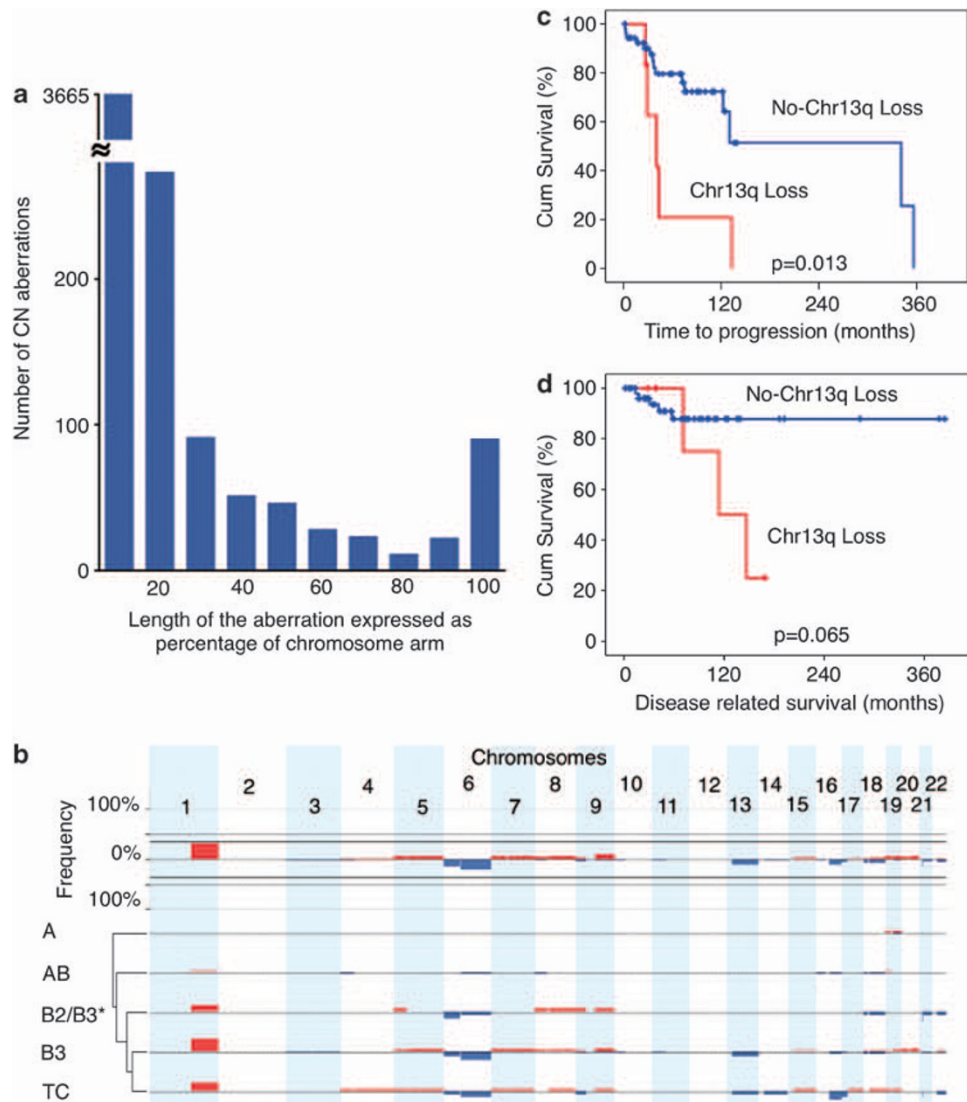 a
3665
200
100
0
Number of CN aberrations
20 40 60 80 100
Length of the aberration expressed as
percentage of chromosome arm
c
100
80
60
40
20
0
Cum Survival (%)
No-Chr13q Loss
Chr13q Loss
p=0.013
0 120 240 360
Time to progression (months)
d
100
80
60
40
20
0
Cum Survival (%)
No-Chr13q Loss
Chr13q Loss
p=0.065
0 120 240 360
Disease related survival (months)
b
Chromosomes
1 2 3 4 5 6 7 8 9 10 11 12 13 14 15 16 17 18 19 20 21 22
Frequency
100%
0%
100%
A
AB
B2/B3*
B3
TC